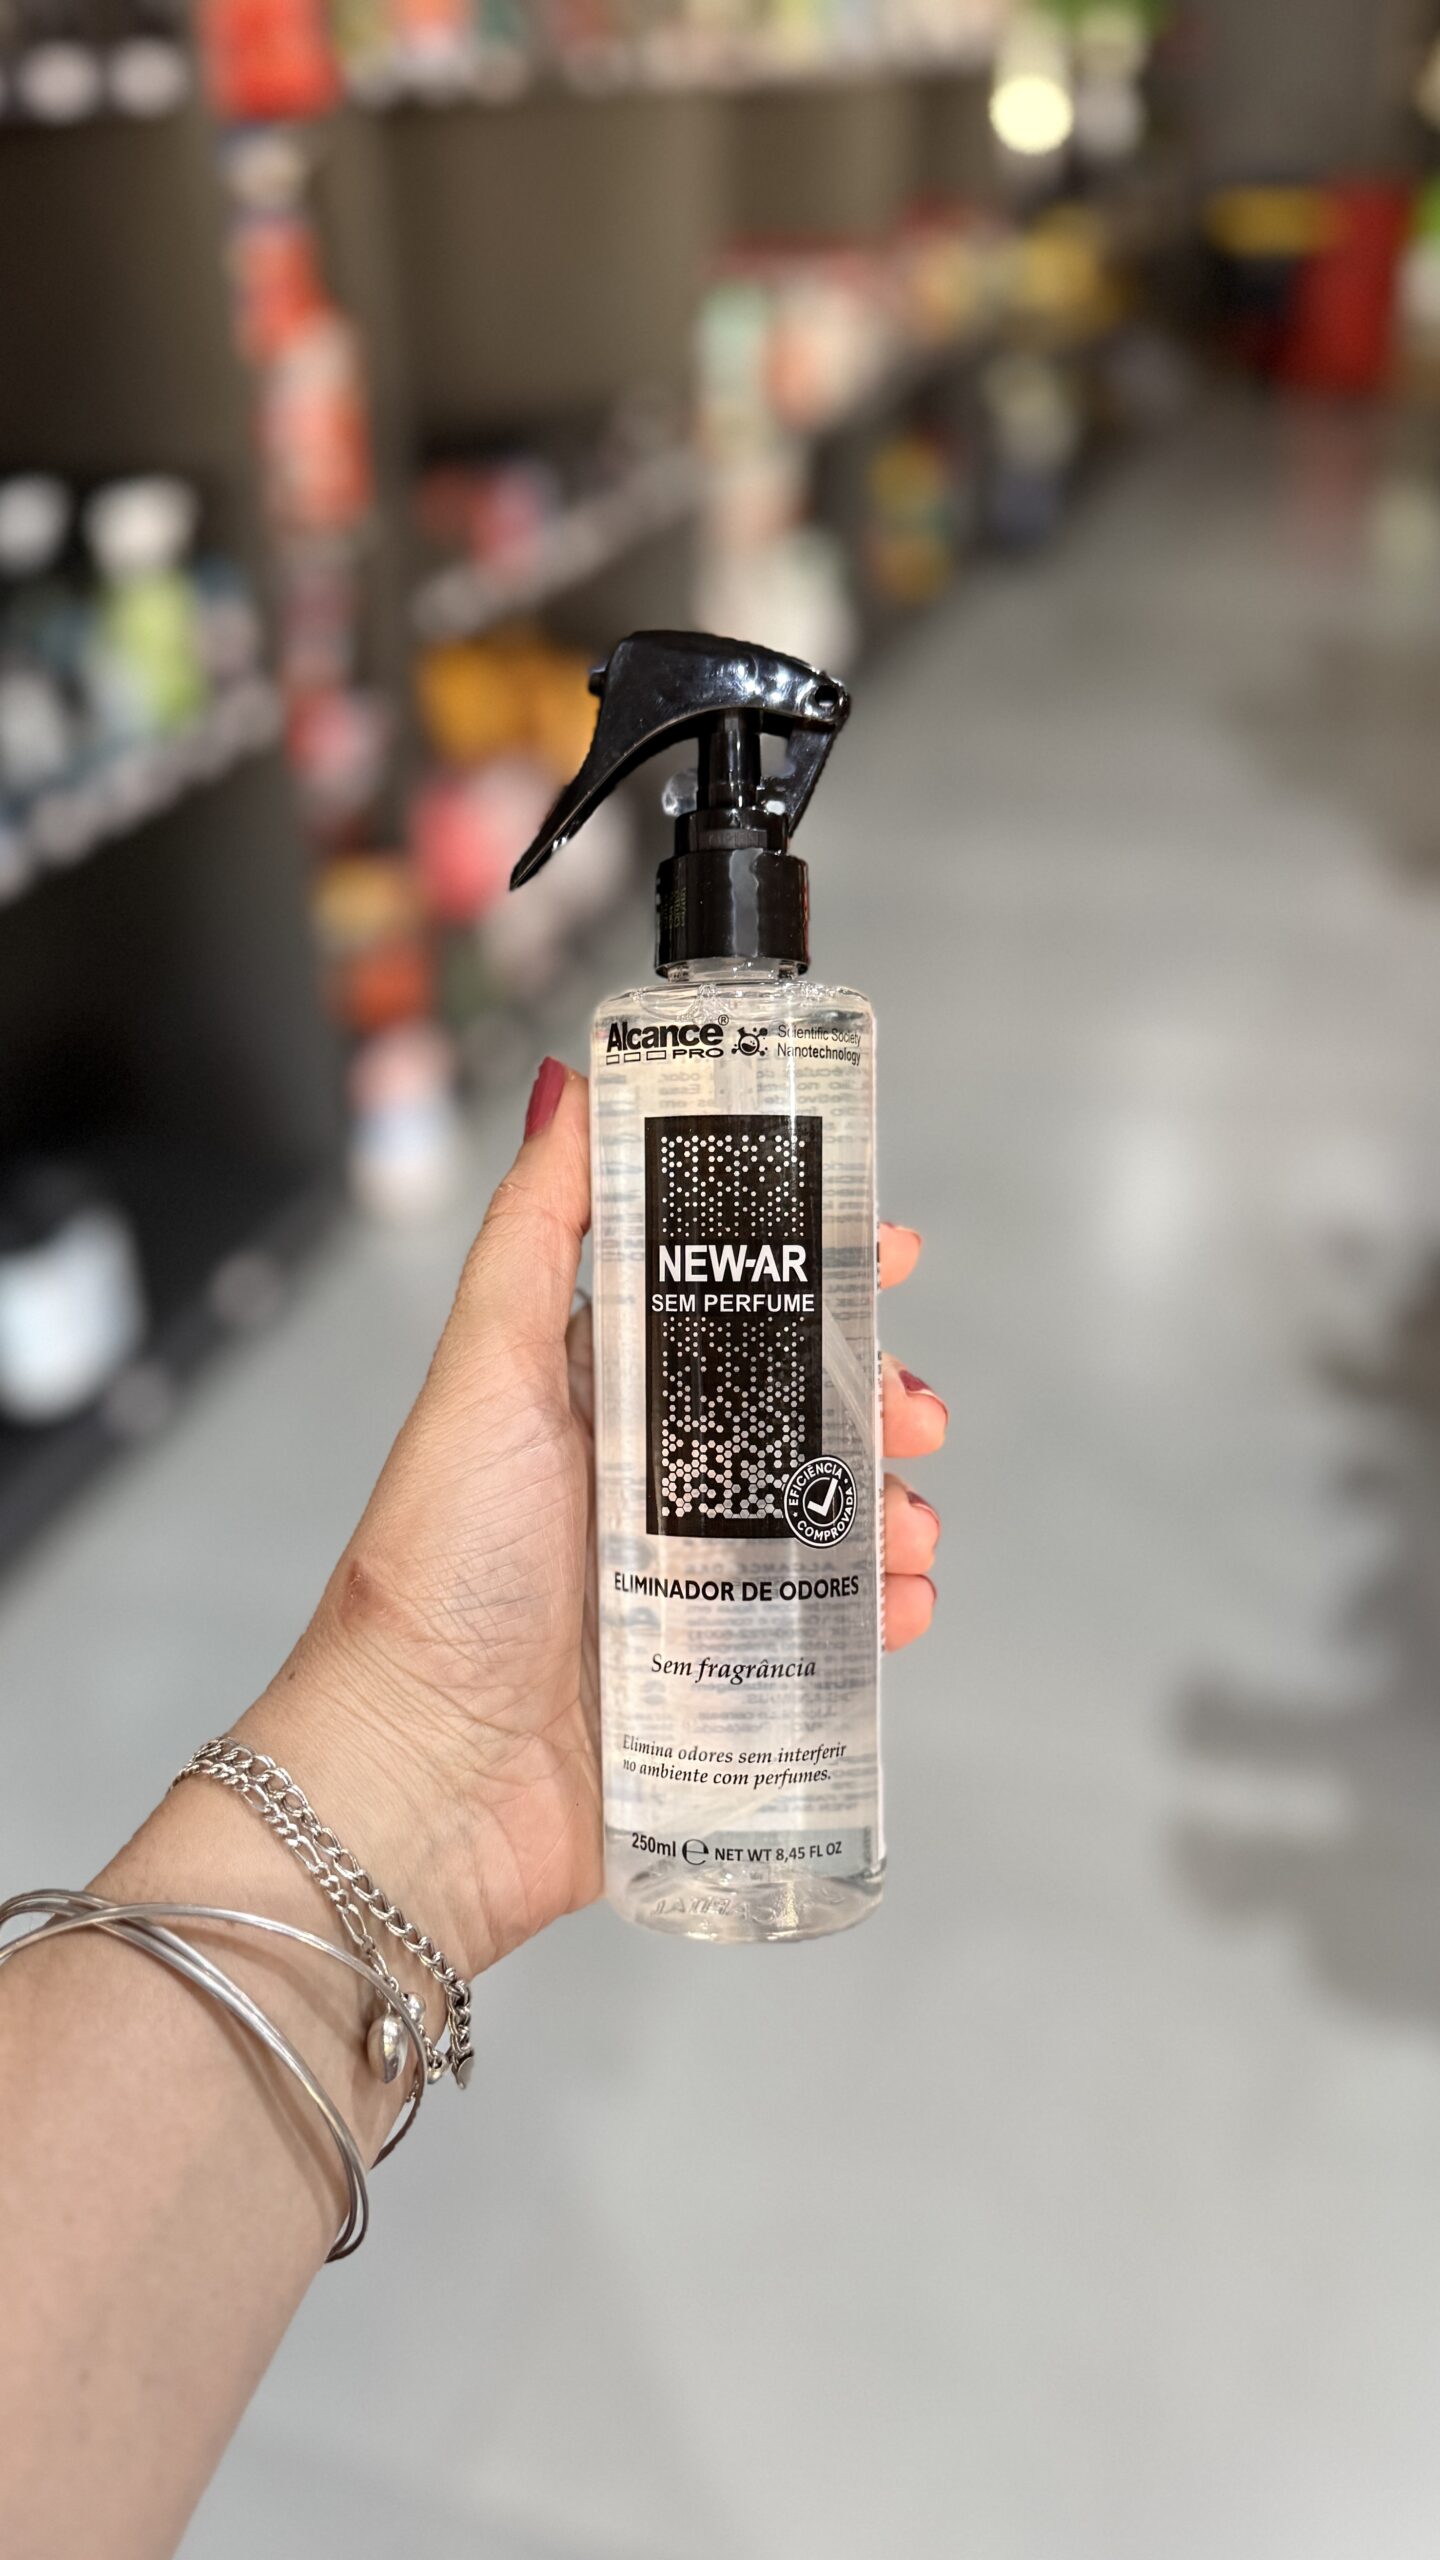 Alcance®
PRO
Scientific Society
Nanotechnology
NEW-AR
SEM PERFUME
EFICIÊNCIA
COMPROVADA
ELIMINADOR DE ODORES
Sem fragrância
Elimina odores sem interferir
no ambiente com perfumes.
250ml ℮ NET WT 8,45 FL OZ